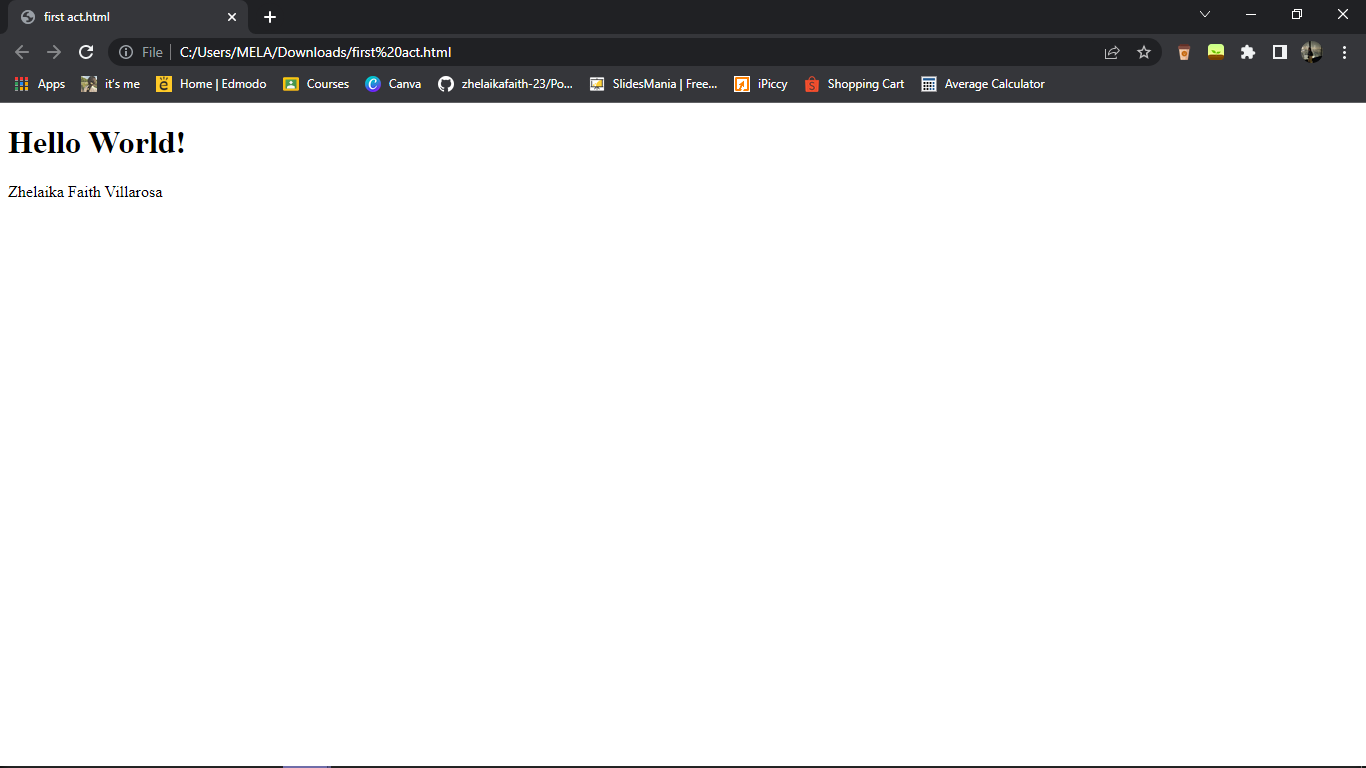 first act.html
File C:/Users/MELA/Downloads/first%20act.html
Apps it's me Home | Edmodo Courses Canva zhelaikafaith-23/Po... SlidesMania | Free... iPiccy Shopping Cart Average Calculator
Hello World!
Zhelaika Faith Villarosa